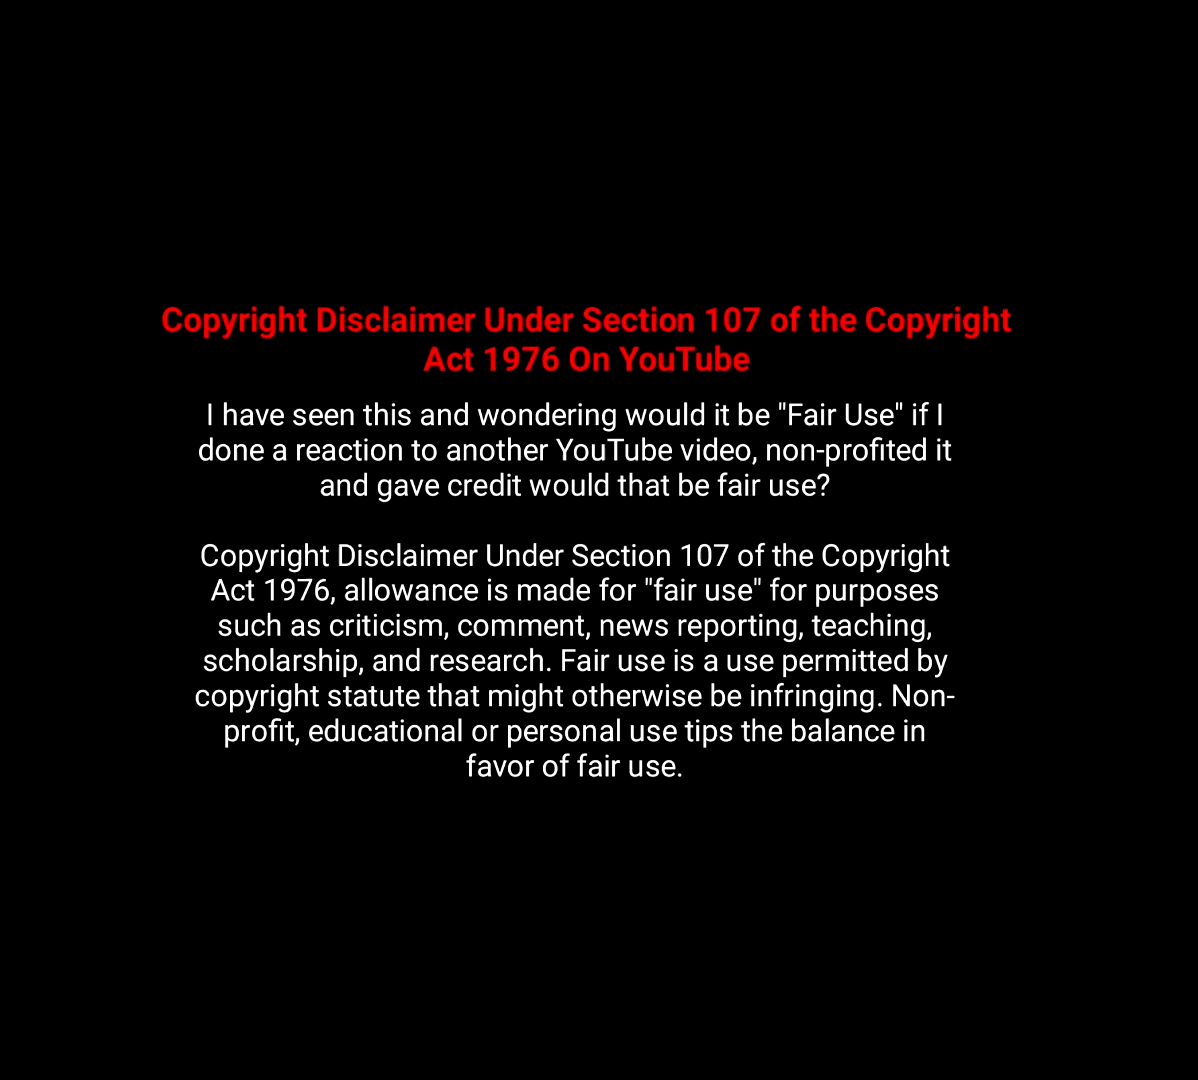 Copyright Disclaimer Under Section 107 of the Copyright
Act 1976 On YouTube
I have seen this and wondering would it be "Fair Use" if I
done a reaction to another YouTube video, non-profited it
and gave credit would that be fair use?
Copyright Disclaimer Under Section 107 of the Copyright
Act 1976, allowance is made for "fair use" for purposes
such as criticism, comment, news reporting, teaching,
scholarship, and research. Fair use is a use permitted by
copyright statute that might otherwise be infringing. Non-
profit, educational or personal use tips the balance in
favor of fair use.